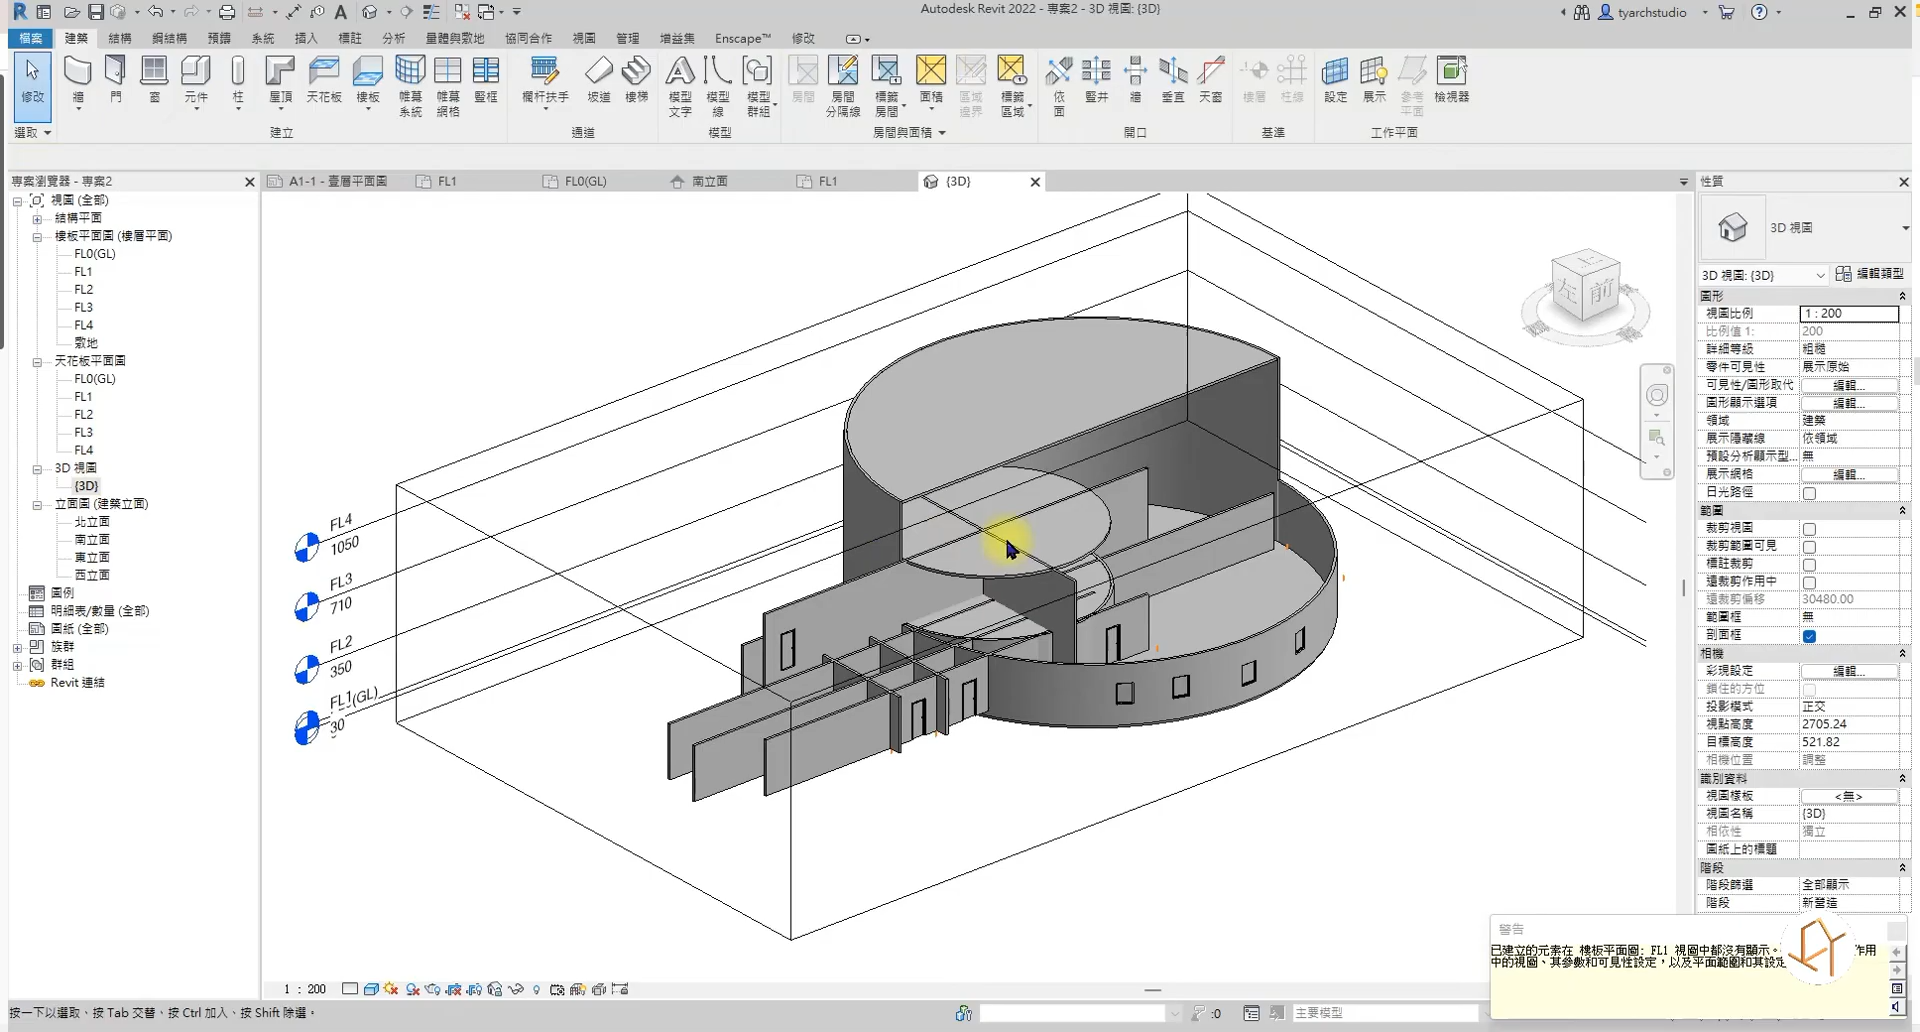 Autodesk Revit 2022 - 專案2 - 3D 視圖: {3D}
tyarchstudio
檔案 建築 結構 鋼結構 預鑄 系統 插入 標註 分析 量體與敷地 協同合作 視圖 管理 增益集 Enscape™ 修改
修改 牆 門 窗 元件 柱 屋頂 天花板 樓板 帷幕 帷幕 豎框 欄杆扶手 坡道 樓梯 模型 模型 模型 房間 房間 標籤 面積 區域 標籤 依 豎井 牆 垂直 天窗 樓層 柱線 設定 展示 參考 檢視器
系統 網格 文字 線 群組 分隔線 房間 邊界 區域 面 平面
選取 建立 通道 模型 房間與面積 開口 基準 工作平面
專案瀏覽器 - 專案2
A1-1 - 壹層平面圖 FL1 FL0(GL) 南立面 FL1 {3D}
視圖 (全部)
結構平面
樓板平面圖 (樓層平面)
FL0(GL)
FL1
FL2
FL3
FL4
敷地
天花板平面圖
FL0(GL)
FL1
FL2
FL3
FL4
3D 視圖
{3D}
立面圖 (建築立面)
北立面
南立面
東立面
西立面
圖例
明細表/數量 (全部)
圖紙 (全部)
族群
群組
Revit 連結
FL4
1050
FL3
710
FL2
350
FL1(GL)
30
上
左 前
性質
3D 視圖
3D 視圖: {3D} 編輯類型
圖形
視圖比例 1 : 200
比例值 1: 200
詳細等級 粗糙
零件可見性 展示原始
可見性/圖形取代 編輯...
圖形顯示選項 編輯...
領域 建築
展示隱藏線 依領域
預設分析顯示型... 無
展示網格 編輯...
日光路徑
範圍
裁剪視圖
裁剪範圍可見
標註裁剪
遠裁剪作用中
遠裁剪偏移 30480.00
範圍框 無
剖面框
相機
彩現設定 編輯...
鎖住的方位
投影模式 正交
視點高度 2705.24
目標高度 521.82
相機位置 調整
識別資料
視圖樣板 <無>
視圖名稱 {3D}
相依性 獨立
圖紙上的標題
階段
階段篩選 全部顯示
階段 新營造
警告
已建立的元素在 樓板平面圖: FL1 視圖中都沒有顯示。 作用
中的視圖、其參數和可見性設定，以及平面範圍和其設定
1 : 200
按一下以選取、按 Tab 交替、按 Ctrl 加入、按 Shift 除選。
:0 主要模型